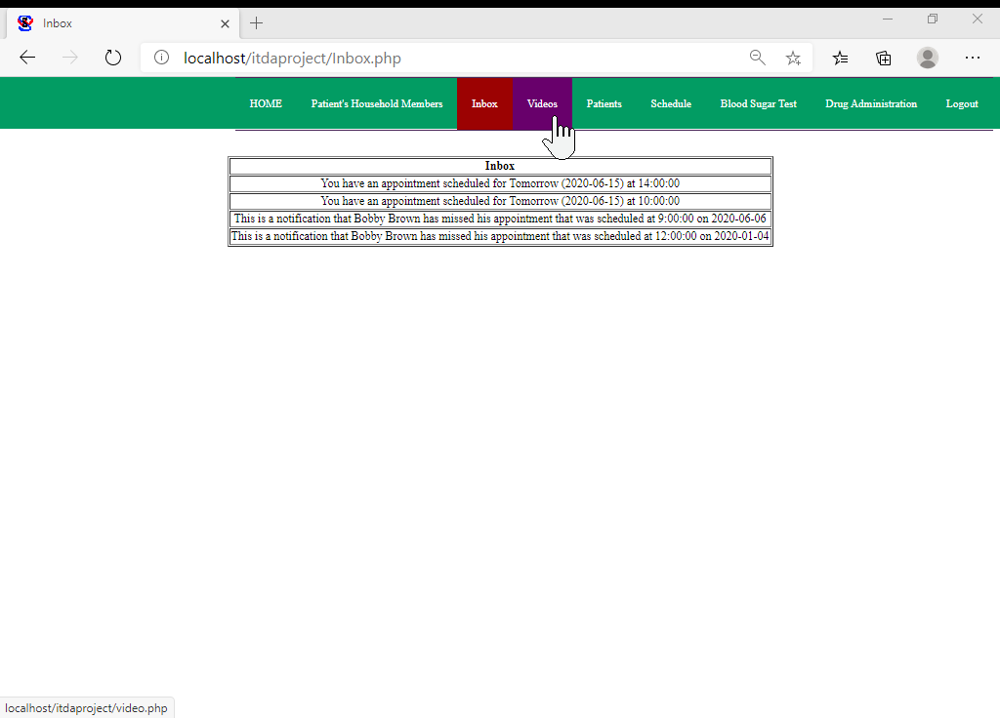 Inbox
localhost/itdaproject/Inbox.php
HOME Patient's Household Members Inbox Videos Patients Schedule Blood Sugar Test Drug Administration Logout
Inbox
You have an appointment scheduled for Tomorrow (2020-06-15) at 14:00:00
You have an appointment scheduled for Tomorrow (2020-06-15) at 10:00:00
This is a notification that Bobby Brown has missed his appointment that was scheduled at 9:00:00 on 2020-06-06
This is a notification that Bobby Brown has missed his appointment that was scheduled at 12:00:00 on 2020-01-04
localhost/itdaproject/video.php